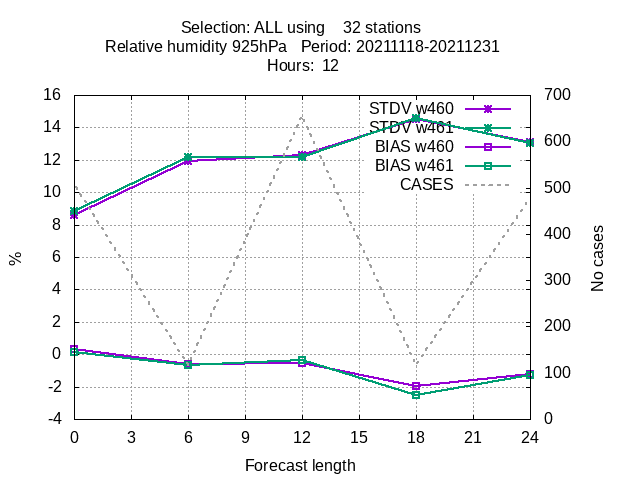 Selection: ALL using    32 stations
Relative humidity 925hPa   Period: 20211118-20211231
Hours:  12
16
14
12
10
8
6
4
2
0
-2
-4
%
700
600
500
400
300
200
100
0
No cases
STDV w460
STDV w461
BIAS w460
BIAS w461
CASES
0 3 6 9 12 15 18 21 24
Forecast length